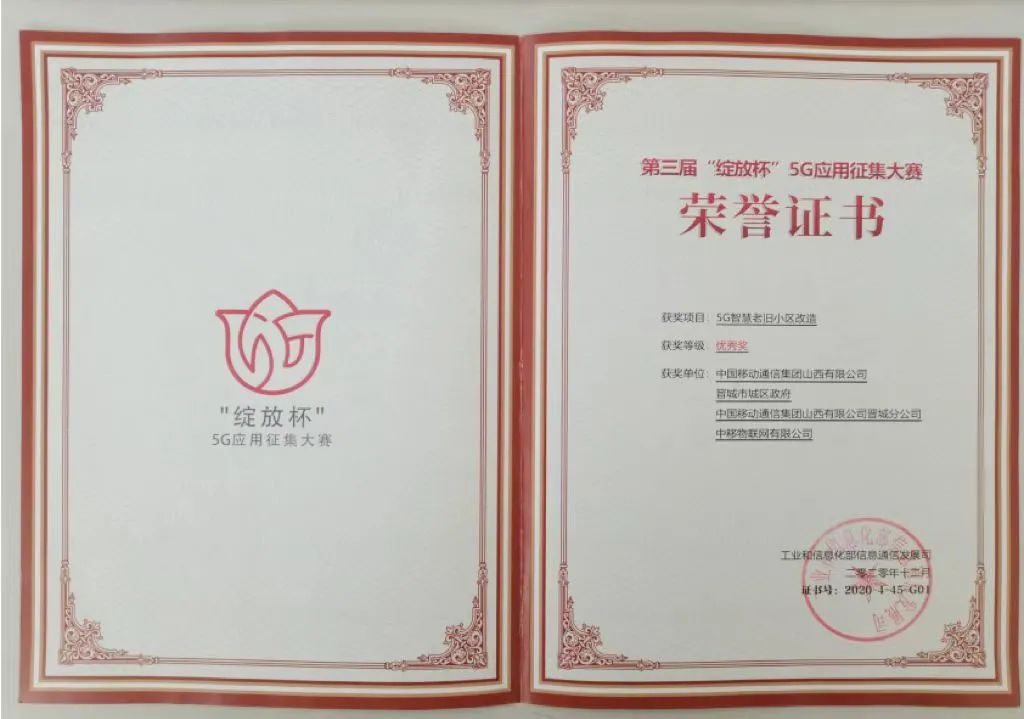 "绽放杯"
5G应用征集大赛
第三届“绽放杯”5G应用征集大赛
荣誉证书
获奖项目：5G智慧老旧小区改造
获奖等级：优秀奖
获奖单位：中国移动通信集团山西有限公司
晋城市城区政府
中国移动通信集团山西有限公司晋城分公司
中移物联网有限公司
工业和信息化部信息通信发展司
二零二零年十二月
证书号：2020-4-45-G01